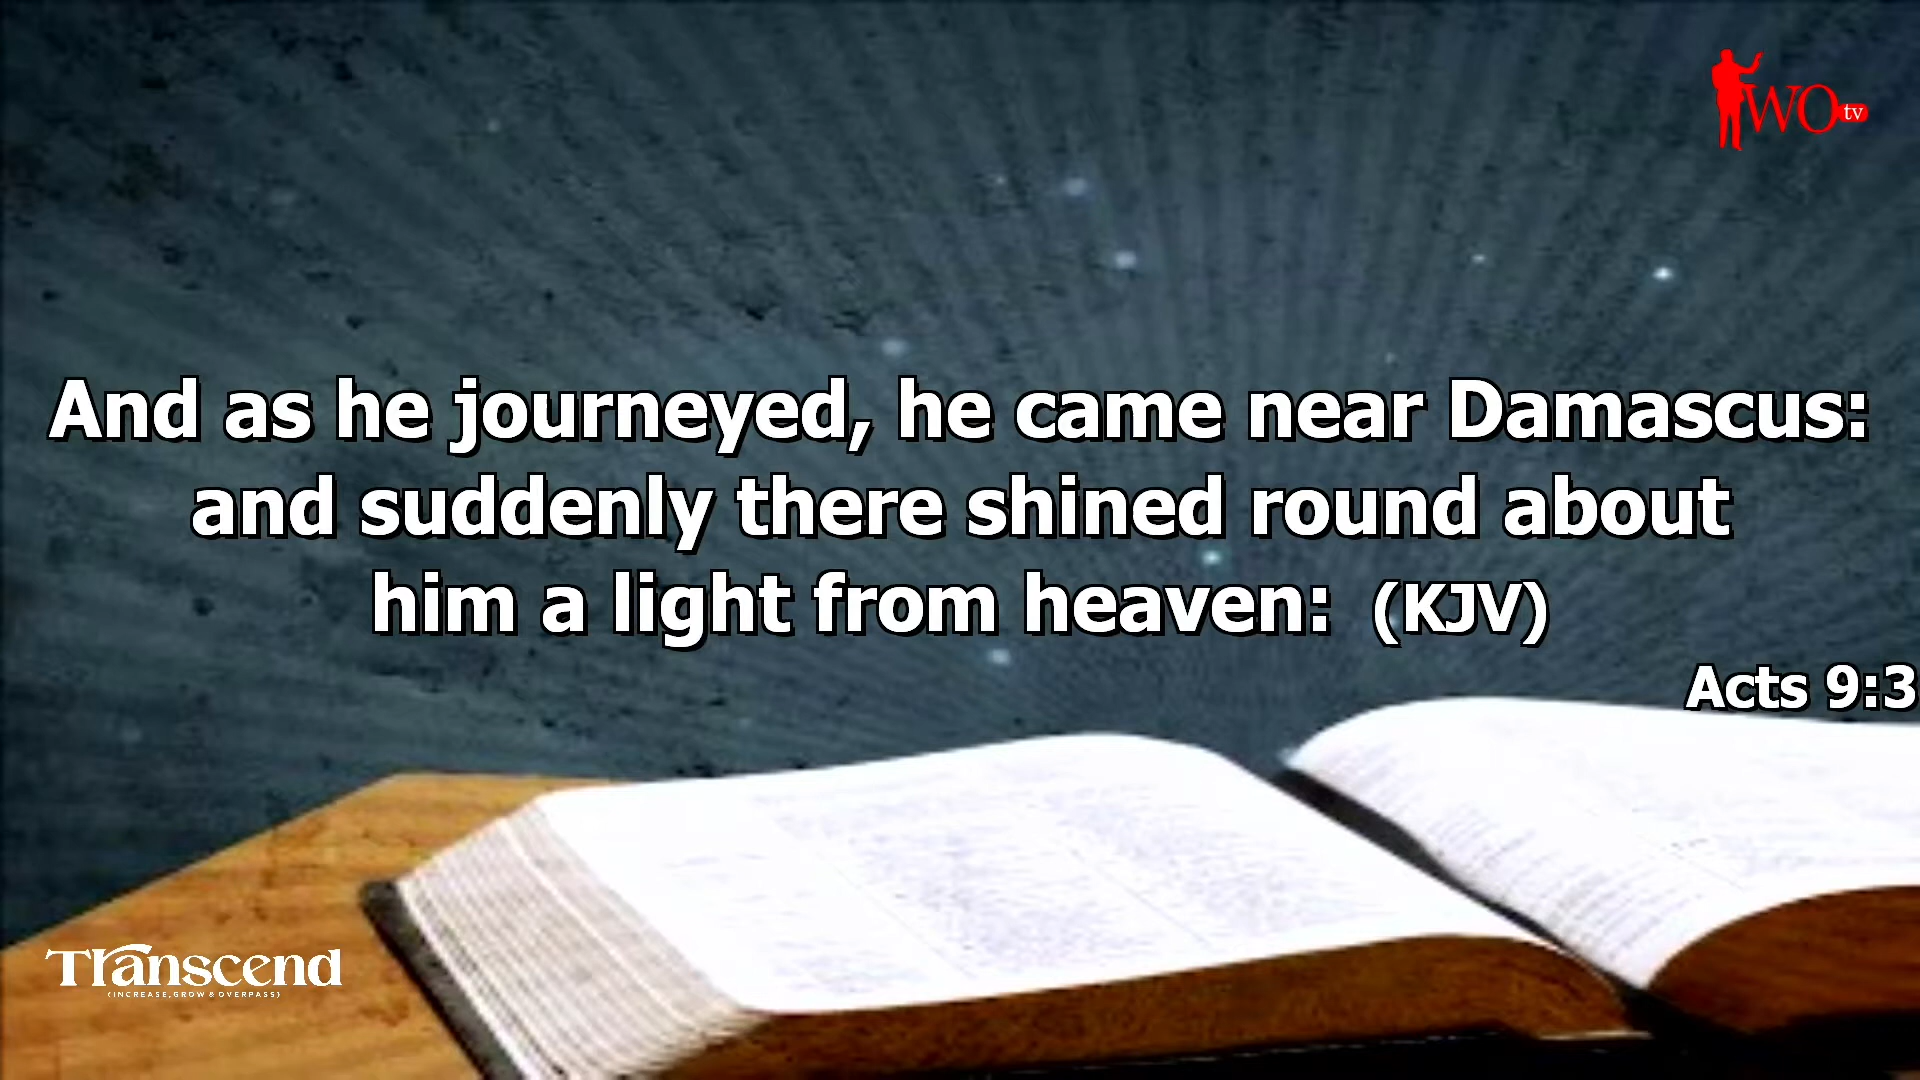 WO tv
And as he journeyed, he came near Damascus:
and suddenly there shined round about
him a light from heaven: (KJV)
Acts 9:3
Transcend
(INCREASE, GROW & OVERPASS)